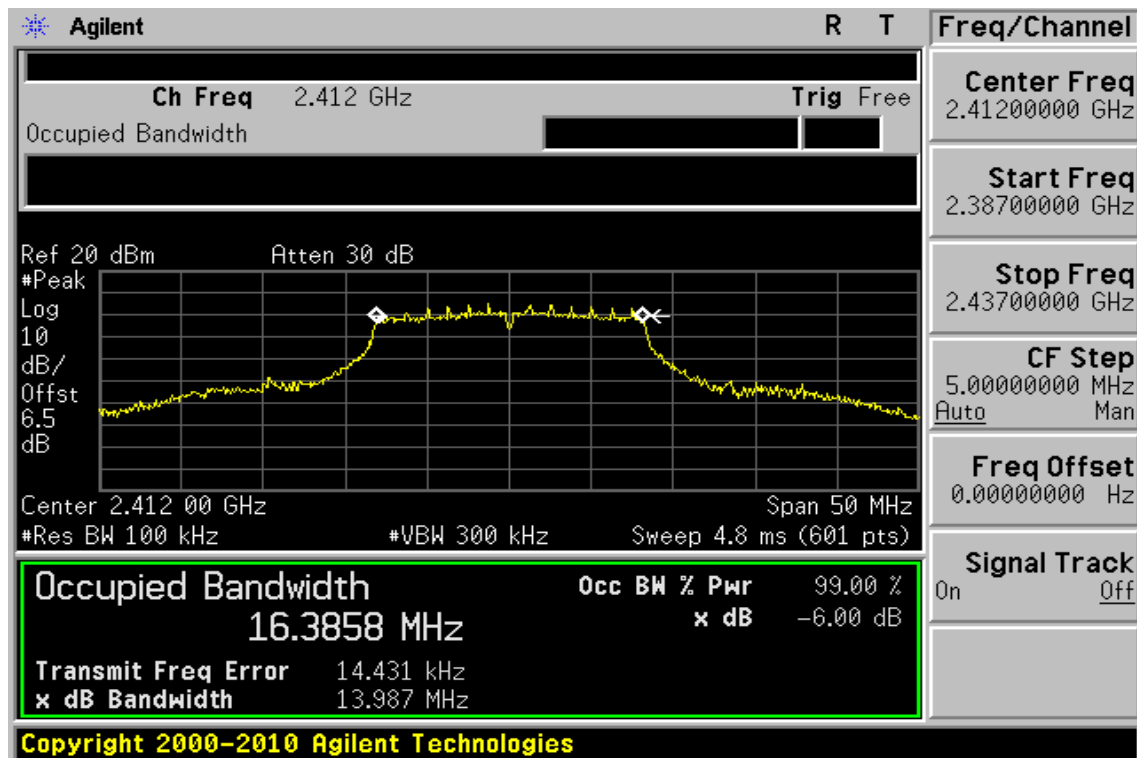 Agilent R T Freq/Channel
Ch Freq 2.412 GHz Trig Free
Occupied Bandwidth
Center Freq
2.41200000 GHz
Start Freq
2.38700000 GHz
Stop Freq
2.43700000 GHz
CF Step
5.00000000 MHz
Auto Man
Freq Offset
0.00000000 Hz
Signal Track
On Off
Ref 20 dBm Atten 30 dB
#Peak
Log
10
dB/
Offst
6.5
dB
Center 2.412 00 GHz Span 50 MHz
#Res BW 100 kHz #VBW 300 kHz Sweep 4.8 ms (601 pts)
Occupied Bandwidth Occ BW % Pwr 99.00 %
16.3858 MHz x dB -6.00 dB
Transmit Freq Error 14.431 kHz
x dB Bandwidth 13.987 MHz
Copyright 2000-2010 Agilent Technologies